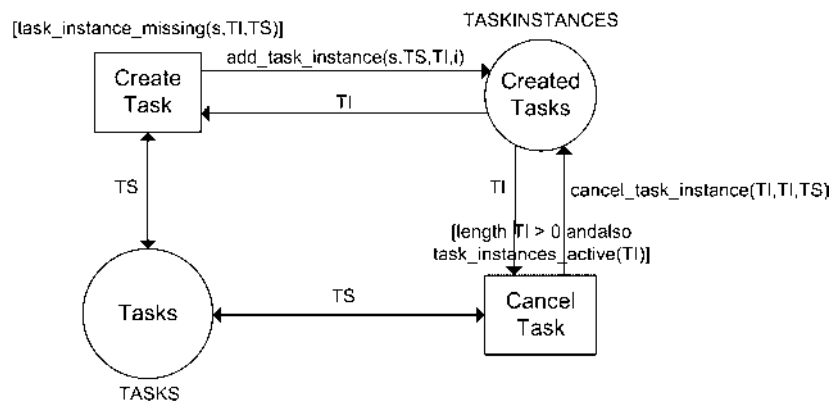 TASKINSTANCES
[task_instance_missing(s,TI,TS)]
add_task_instance(s,TS,TI,i)
Create
Task
Created
Tasks
TI
TS
TI
cancel_task_instance(TI,TI,TS)
[length TI > 0 andalso
task_instances_active(TI)]
Tasks
TS
Cancel
Task
TASKS